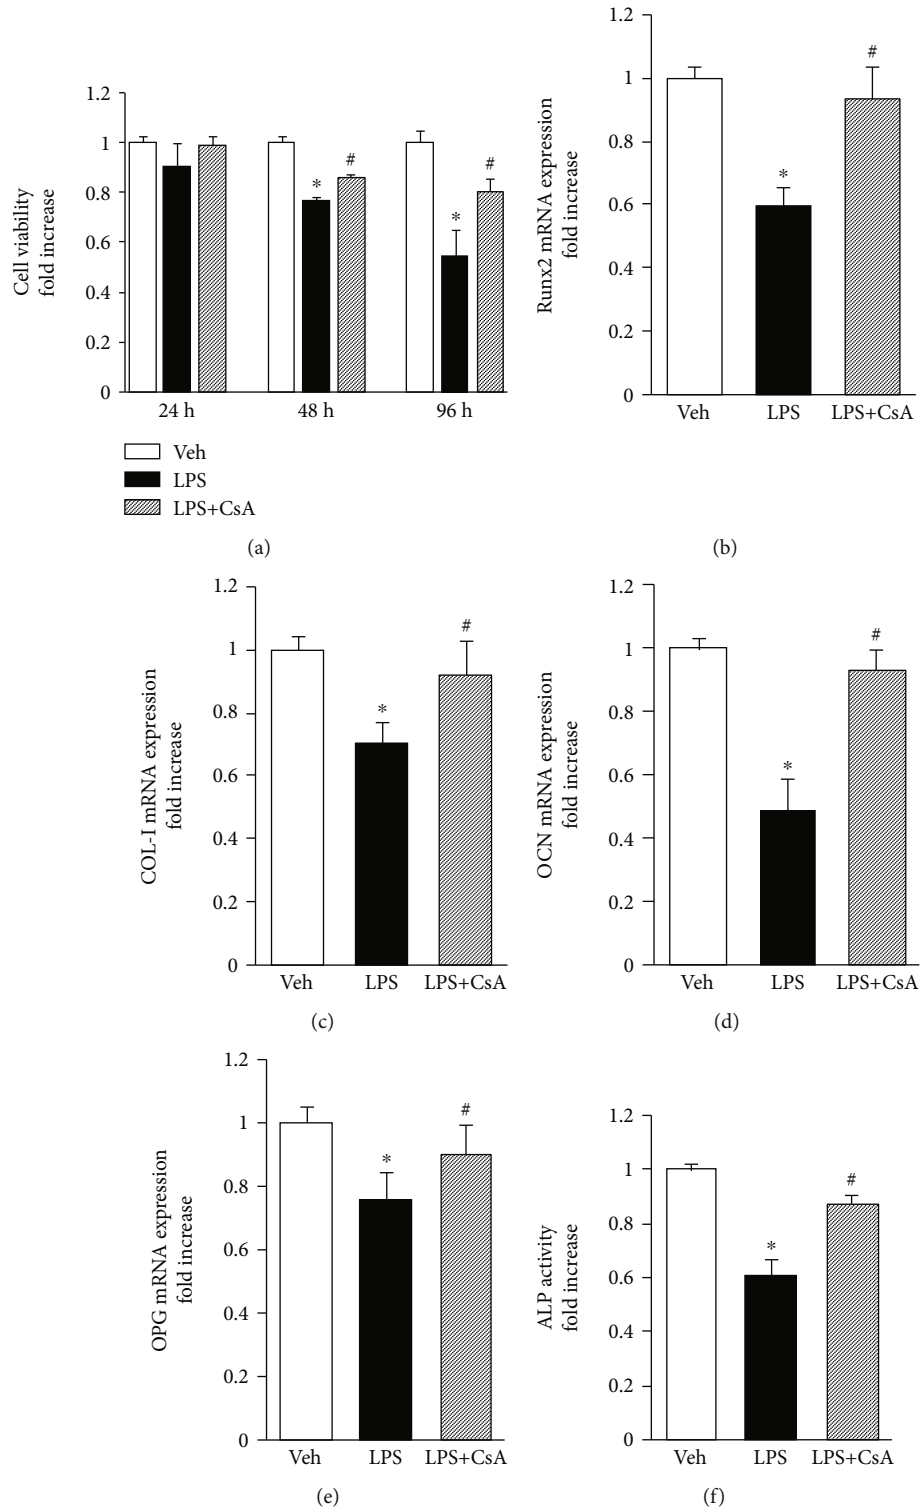 Cell viability
fold increase
1.2
1
0.8
0.6
0.4
0.2
0
*
#
*
#
24 h 48 h 96 h
Veh
LPS
LPS+CsA
(a)
Runx2 mRNA expression
fold increase
1.2
1
0.8
0.6
0.4
0.2
0
*
#
Veh LPS LPS+CsA
(b)
COL-I mRNA expression
fold increase
1.2
1
0.8
0.6
0.4
0.2
0
*
#
Veh LPS LPS+CsA
(c)
OCN mRNA expression
fold increase
1.2
1
0.8
0.6
0.4
0.2
0
*
#
Veh LPS LPS+CsA
(d)
OPG mRNA expression
fold increase
1.2
1
0.8
0.6
0.4
0.2
0
*
#
Veh LPS LPS+CsA
(e)
ALP activity
fold increase
1.2
1
0.8
0.6
0.4
0.2
0
*
#
Veh LPS LPS+CsA
(f)